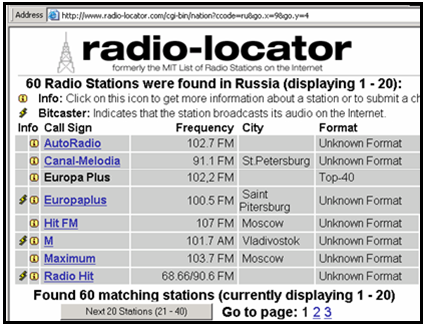 Address http://www.radio-locator.com/cgi-bin/nation?ccode=ru&go.x=9&go.y=4
radio-locator
formerly the MIT List of Radio Stations on the Internet
60 Radio Stations were found in Russia (displaying 1 - 20):
Info: Click on this icon to get more information about a station or to submit a ch
Bitcaster: Indicates that the station broadcasts its audio on the Internet.
Info Call Sign Frequency City Format
AutoRadio 102.7 FM Unknown Format
Canal-Melodia 91.1 FM St.Petersburg Unknown Format
Europa Plus 102,2 FM Top-40
Europaplus 100.5 FM Saint Pitersburg Unknown Format
Hit FM 107 FM Moscow Unknown Format
M 101.7 AM Vladivostok Unknown Format
Maximum 103.7 FM Moscow Unknown Format
Radio Hit 68.66/90.6 FM Unknown Format
Found 60 matching stations (currently displaying 1 - 20)
Next 20 Stations (21 - 40) Go to page: 1 2 3